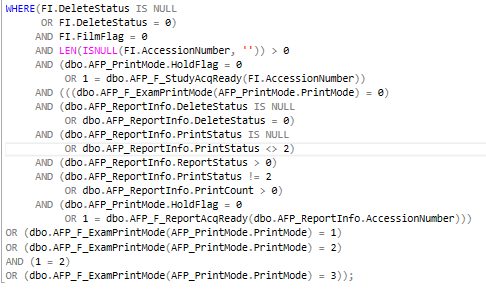 WHERE(FI.DeleteStatus IS NULL
OR FI.DeleteStatus = 0)
AND FI.FilmFlag = 0
AND LEN(ISNULL(FI.AccessionNumber, '')) > 0
AND (dbo.AFP_PrintMode.HoldFlag = 0
OR 1 = dbo.AFP_F_StudyAcqReady(FI.AccessionNumber))
AND (((dbo.AFP_F_ExamPrintMode(AFP_PrintMode.PrintMode) = 0)
AND (dbo.AFP_ReportInfo.DeleteStatus IS NULL
OR dbo.AFP_ReportInfo.DeleteStatus = 0)
AND (dbo.AFP_ReportInfo.PrintStatus IS NULL
OR dbo.AFP_ReportInfo.PrintStatus <> 2)
AND (dbo.AFP_ReportInfo.ReportStatus > 0)
AND (dbo.AFP_ReportInfo.PrintStatus != 2
OR dbo.AFP_ReportInfo.PrintCount > 0)
AND (dbo.AFP_PrintMode.HoldFlag = 0
OR 1 = dbo.AFP_F_ReportAcqReady(dbo.AFP_ReportInfo.AccessionNumber)))
OR (dbo.AFP_F_ExamPrintMode(AFP_PrintMode.PrintMode) = 1)
OR (dbo.AFP_F_ExamPrintMode(AFP_PrintMode.PrintMode) = 2)
AND (1 = 2)
OR (dbo.AFP_F_ExamPrintMode(AFP_PrintMode.PrintMode) = 3));